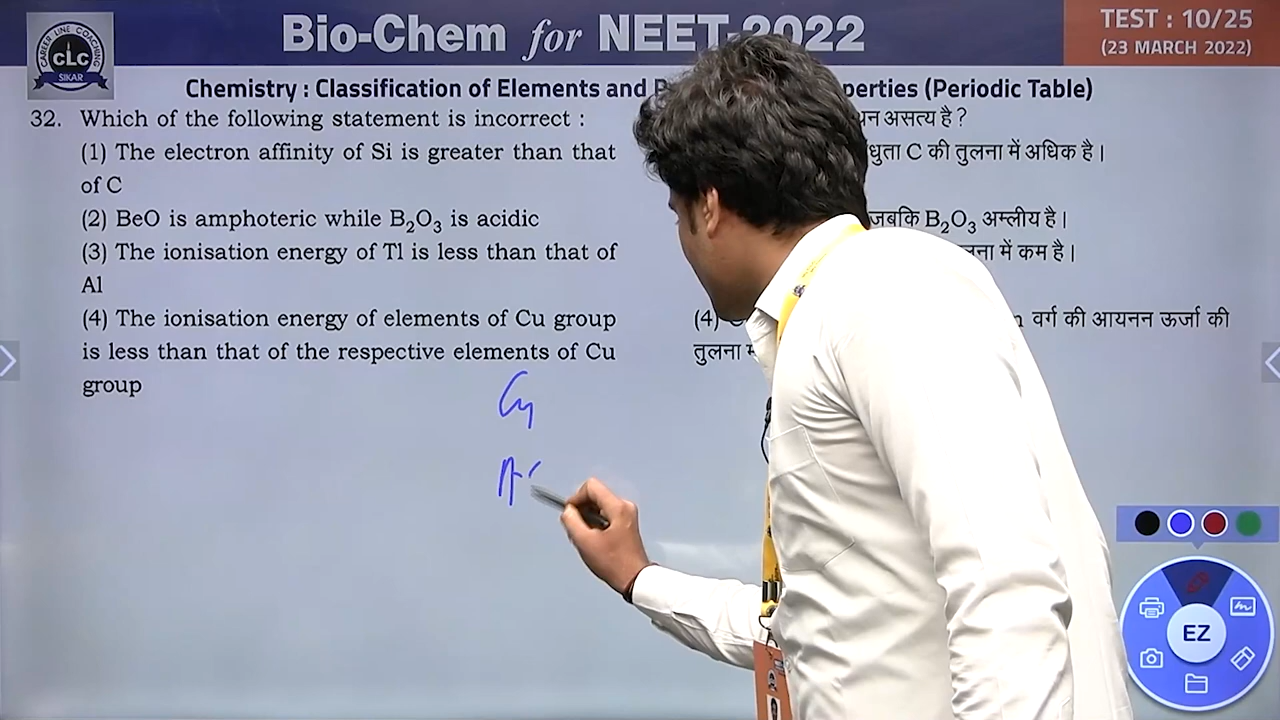 Bio-Chem for NEET-2022
TEST : 10/25
(23 MARCH 2022)
CAREER LINE COACHING
CLC
SIKAR
Chemistry : Classification of Elements and perties (Periodic Table)
32. Which of the following statement is incorrect :
(1) The electron affinity of Si is greater than that
of C
(2) BeO is amphoteric while B₂O₃ is acidic
(3) The ionisation energy of Tl is less than that of
Al
(4) The ionisation energy of elements of Cu group
is less than that of the respective elements of Cu
group
असत्य है ?
C की तुलना में अधिक है।
जबकि B₂O₃ अम्लीय है।
में कम है।
(4) वर्ग की आयनन ऊर्जा की
तुलना
Cu
EZ